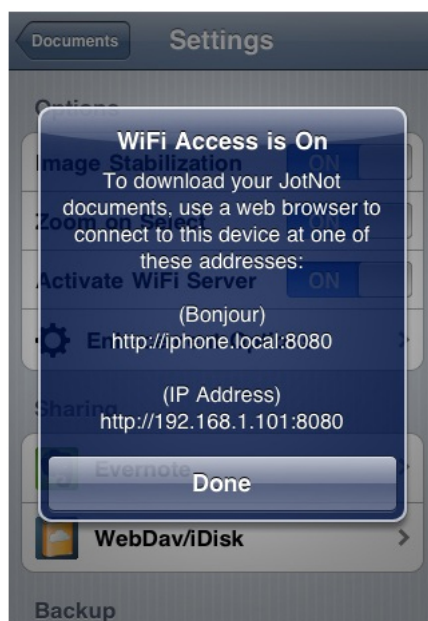 Documents
Settings
Options
Image Stabilization ON
Zoom on Select ON
Activate WiFi Server ON
Sharing
WiFi Access is On
To download your JotNot
documents, use a web browser to
connect to this device at one of
these addresses:
(Bonjour)
http://iphone.local:8080
(IP Address)
http://192.168.1.101:8080
Evernote
Done
WebDav/iDisk
Backup